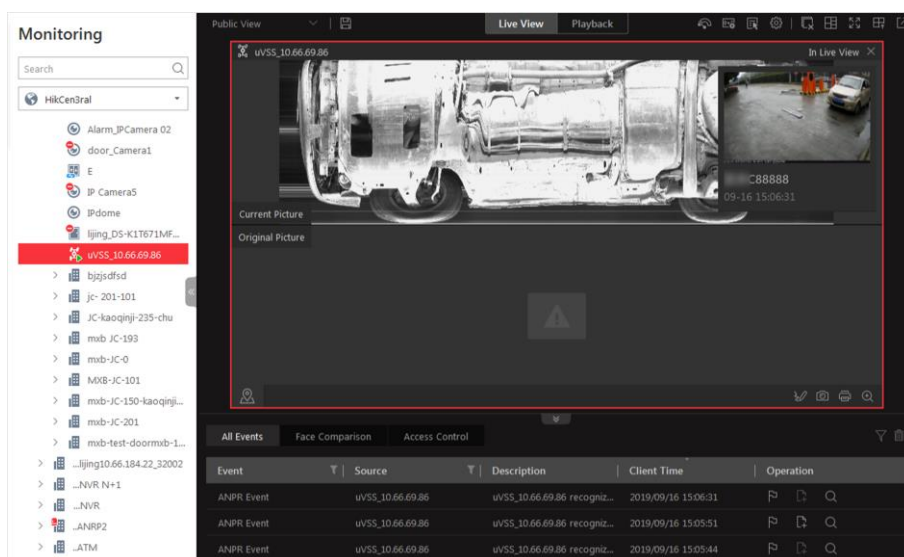 Monitoring
Search
HikCen3ral
Alarm_IPCamera 02
door_Camera1
E
IP Camera5
IPdome
lijing_DS-K1T671MF...
uVSS_10.66.69.86
bjzjsdfsd
jc- 201-101
JC-kaoqinji-235-chu
mxb JC-193
mxb-JC-0
MXB-JC-101
mxb-JC-150-kaoqinji...
mxb-JC-201
mxb-test-doormxb-1...
...lijing10.66.184.22_32002
...NVR N+1
...NVR
..ANRP2
...ATM
Public View
Live View
Playback
uVSS_10.66.69.86
In Live View
C88888
09-16 15:06:31
Current Picture
Original Picture
All Events
Face Comparison
Access Control
Event
Source
Description
Client Time
Operation
ANPR Event
uVSS_10.66.69.86
uVSS_10.66.69.86 recogniz...
2019/09/16 15:06:31
ANPR Event
uVSS_10.66.69.86
uVSS_10.66.69.86 recogniz...
2019/09/16 15:05:51
ANPR Event
uVSS_10.66.69.86
uVSS_10.66.69.86 recogniz...
2019/09/16 15:05:44